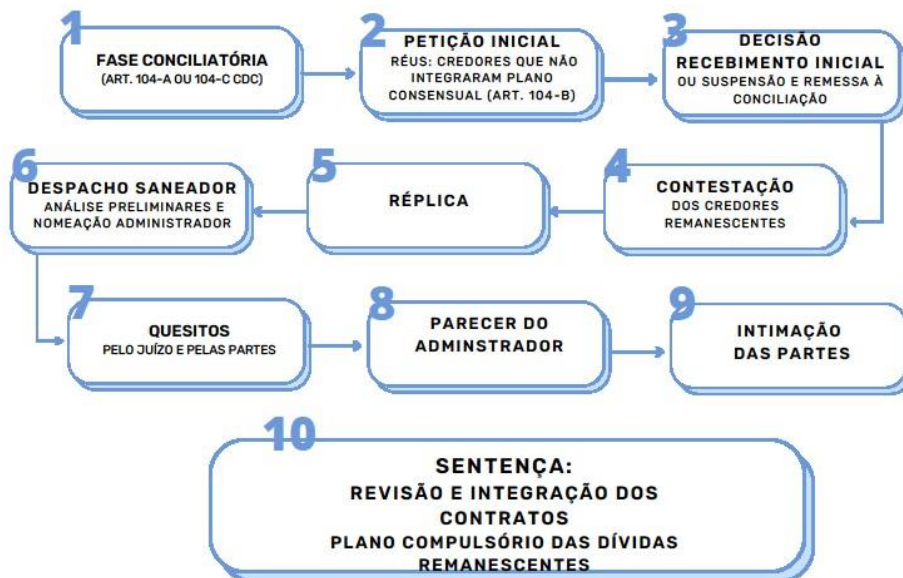 1
FASE CONCILIATÓRIA
(ART. 104-A OU 104-C CDC)
2
PETIÇÃO INICIAL
RÉUS: CREDORES QUE NÃO
INTEGRARAM PLANO
CONSENSUAL (ART. 104-B)
3
DECISÃO
RECEBIMENTO INICIAL
OU SUSPENSÃO E REMESSA À
CONCILIAÇÃO
4
CONTESTAÇÃO
DOS CREDORES
REMANESCENTES
5
RÉPLICA
6
DESPACHO SANEADOR
ANÁLISE PRELIMINARES E
NOMEAÇÃO ADMINISTRADOR
7
QUESITOS
PELO JUÍZO E PELAS PARTES
8
PARECER DO
ADMINSTRADOR
9
INTIMAÇÃO
DAS PARTES
10
SENTENÇA:
REVISÃO E INTEGRAÇÃO DOS
CONTRATOS
PLANO COMPULSÓRIO DAS DÍVIDAS
REMANESCENTES